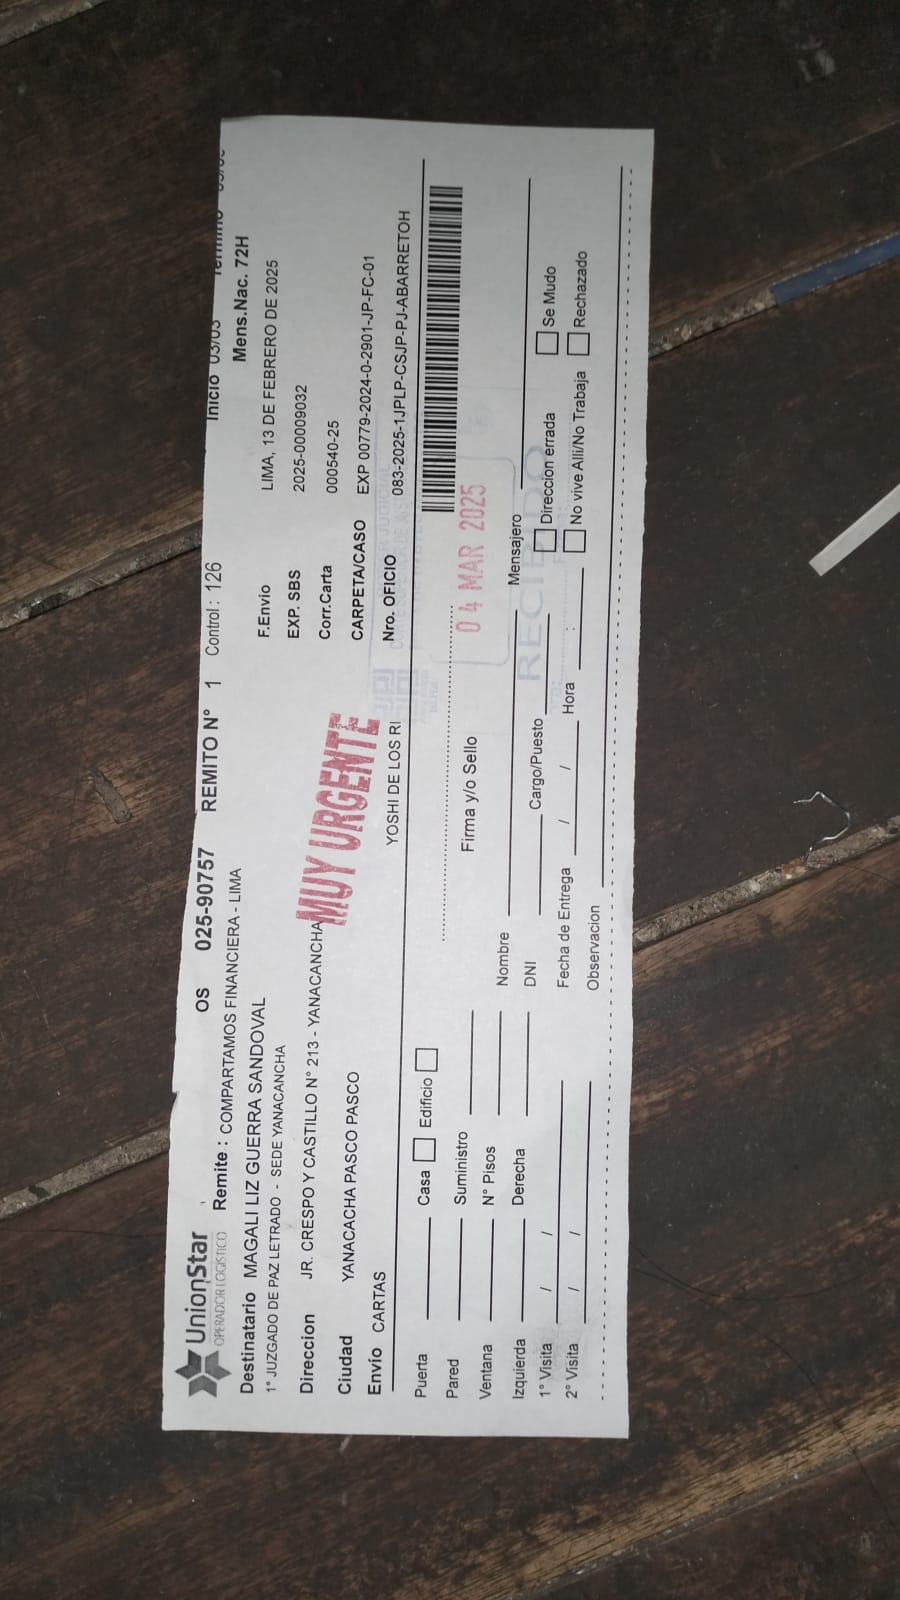 Inicio 03/03
UnionStar
OPERADOR LOGISTICO
OS 025-90757 REMITO N° 1 Control : 126 Mens.Nac. 72H
Remite : COMPARTAMOS FINANCIERA - LIMA
Destinatario MAGALI LIZ GUERRA SANDOVAL
1° JUZGADO DE PAZ LETRADO - SEDE YANACANCHA
Direccion JR. CRESPO Y CASTILLO N° 213 - YANACANCHA
Ciudad YANACACHA PASCO PASCO
Envío CARTAS
F.Envio LIMA, 13 DE FEBRERO DE 2025
EXP. SBS 2025-00009032
Corr.Carta 000540-25
CARPETA/CASO EXP 00779-2024-0-2901-JP-FC-01
Nro. OFICIO 083-2025-1JPLP-CSJP-PJ-ABARRETOH
MUY URGENTE
YOSHI DE LOS RI
Puerta Casa Edificio
Pared Suministro
Ventana N° Pisos
Izquierda Derecha
1° Visita / /
2° Visita / /
Firma y/o Sello
04 MAR 2025
RECIBIDO
Nombre Mensajero
DNI Cargo/Puesto
Direccion errada Se Mudo
Fecha de Entrega / / Hora :
No vive Alli/No Trabaja Rechazado
Observacion